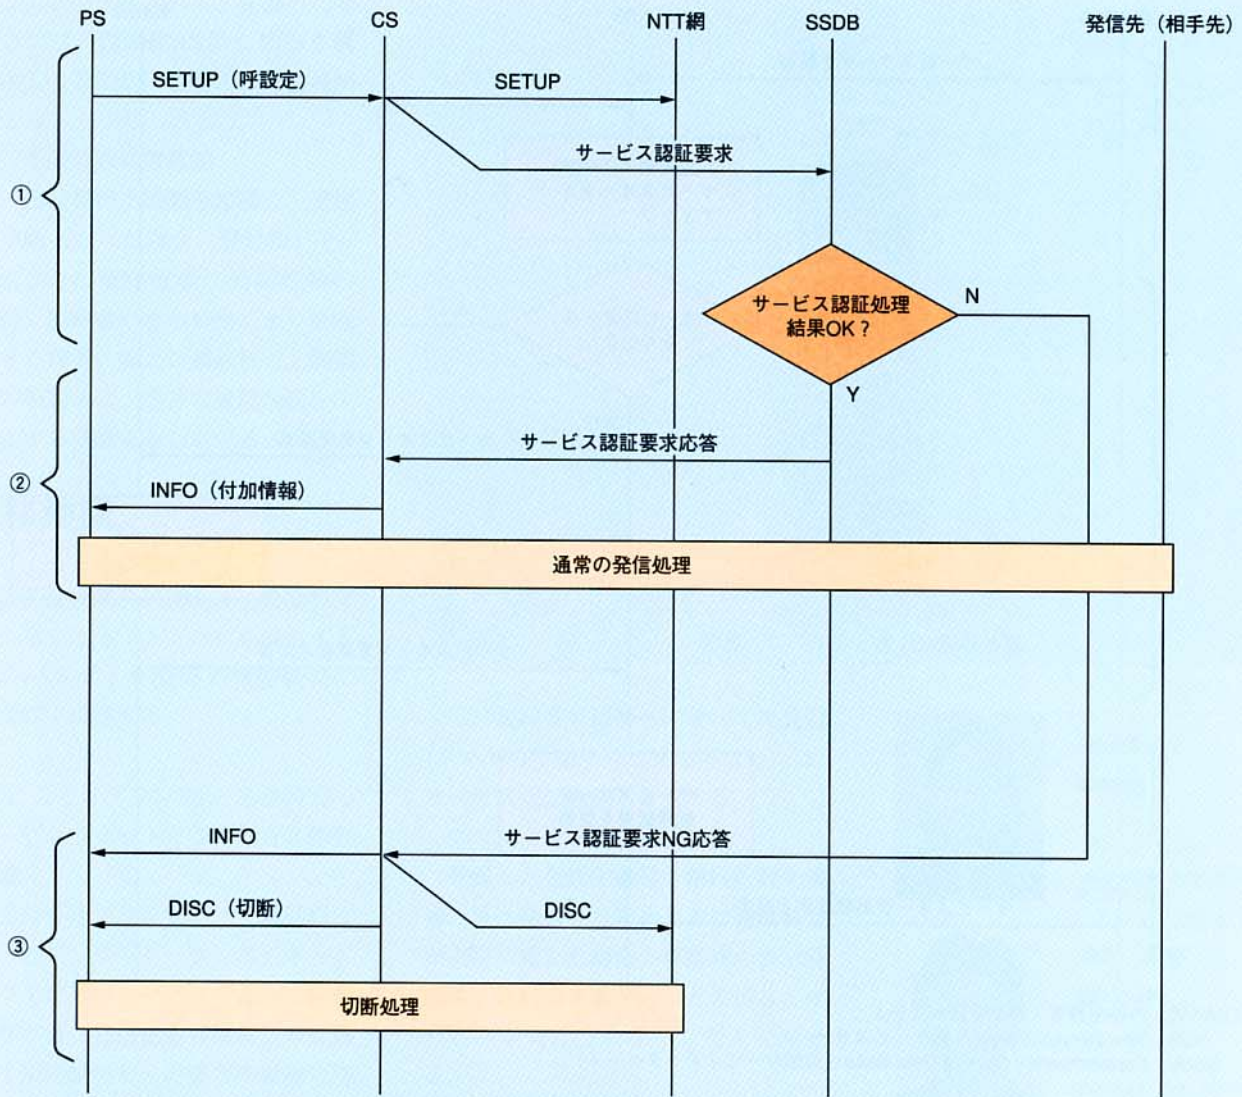 PS
CS
NTT網
SSDB
発信先（相手先）
SETUP（呼設定）
SETUP
サービス認証要求
①
サービス認証処理
結果OK？
N
Y
サービス認証要求応答
②
INFO（付加情報）
通常の発信処理
INFO
サービス認証要求NG応答
DISC（切断）
DISC
③
切断処理